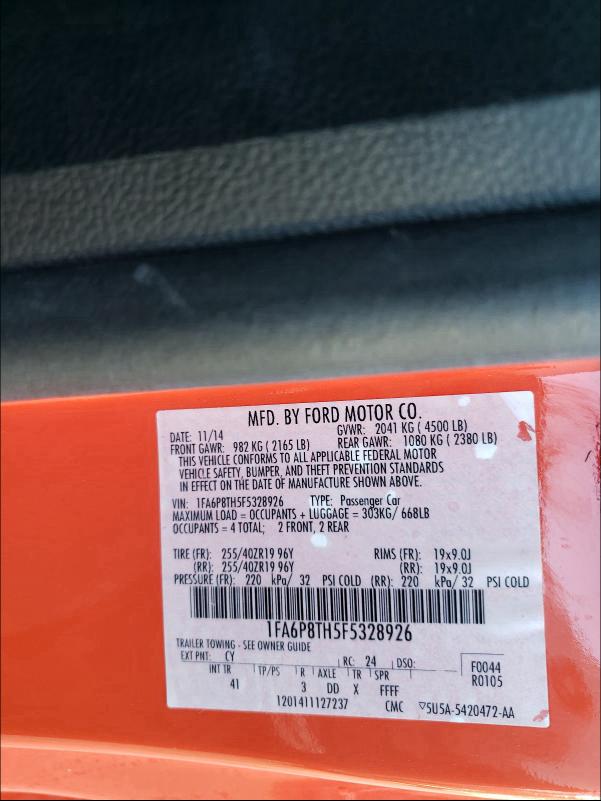 MFD. BY FORD MOTOR CO.
DATE: 11/14 GVWR: 2041 KG ( 4500 LB)
FRONT GAWR: 982 KG ( 2165 LB) REAR GAWR: 1080 KG ( 2380 LB)
THIS VEHICLE CONFORMS TO ALL APPLICABLE FEDERAL MOTOR
VEHICLE SAFETY, BUMPER, AND THEFT PREVENTION STANDARDS
IN EFFECT ON THE DATE OF MANUFACTURE SHOWN ABOVE.
VIN: 1FA6P8TH5F5328926 TYPE: Passenger Car
MAXIMUM LOAD = OCCUPANTS + LUGGAGE = 303KG/ 668LB
OCCUPANTS = 4 TOTAL; 2 FRONT, 2 REAR
TIRE (FR): 255/40ZR19 96Y RIMS (FR): 19x9.0J
(RR): 255/40ZR19 96Y (RR): 19x9.0J
PRESSURE (FR): 220 kPa/ 32 PSI COLD (RR): 220 kPa/ 32 PSI COLD
1FA6P8TH5F5328926
TRAILER TOWING - SEE OWNER GUIDE
EXT PNT: CY RC: 24 DSO: F0044
INT TR TP/PS R AXLE TR SPR R0105
41 3 DD X FFFF
1201411127237 CMC ▽5U5A-5420472-AA